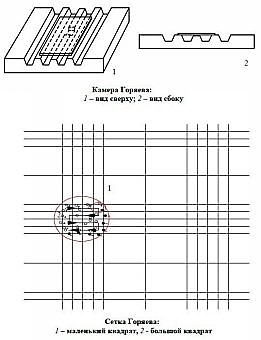 1
2
Камера Горяева:
1 – вид сверху; 2 – вид сбоку
1
Сетка Горяева:
1 – маленький квадрат, 2 - большой квадрат